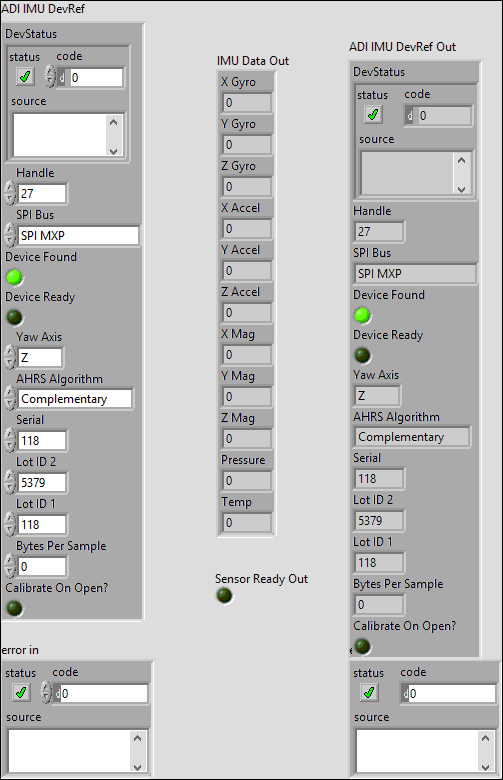 ADI IMU DevRef
DevStatus
status code
d 0
source
Handle
27
SPI Bus
SPI MXP
Device Found
Device Ready
Yaw Axis
Z
AHRS Algorithm
Complementary
Serial
118
Lot ID 2
5379
Lot ID 1
118
Bytes Per Sample
0
Calibrate On Open?
error in
status code
d 0
source
IMU Data Out
X Gyro
0
Y Gyro
0
Z Gyro
0
X Accel
0
Y Accel
0
Z Accel
0
X Mag
0
Y Mag
0
Z Mag
0
Pressure
0
Temp
0
Sensor Ready Out
ADI IMU DevRef Out
DevStatus
status code
d 0
source
Handle
27
SPI Bus
SPI MXP
Device Found
Device Ready
Yaw Axis
Z
AHRS Algorithm
Complementary
Serial
118
Lot ID 2
5379
Lot ID 1
118
Bytes Per Sample
0
Calibrate On Open?
status code
d 0
source